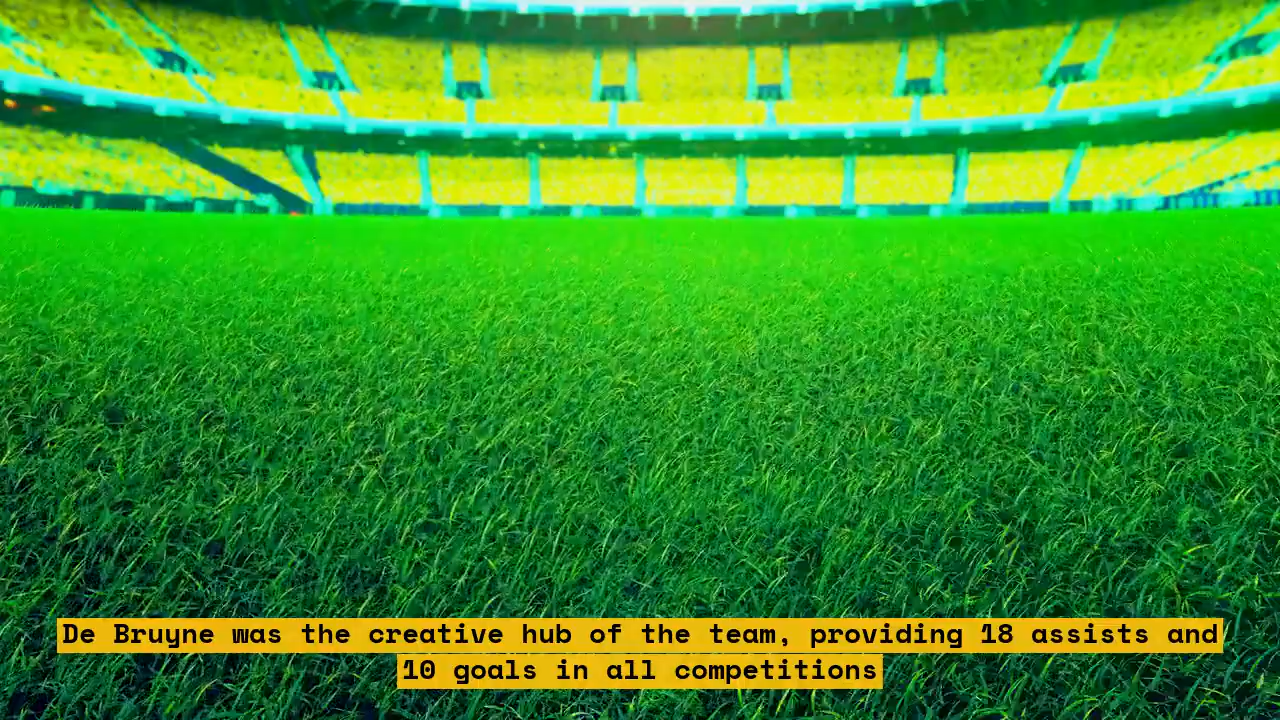 De Bruyne was the creative hub of the team, providing 18 assists and
10 goals in all competitions